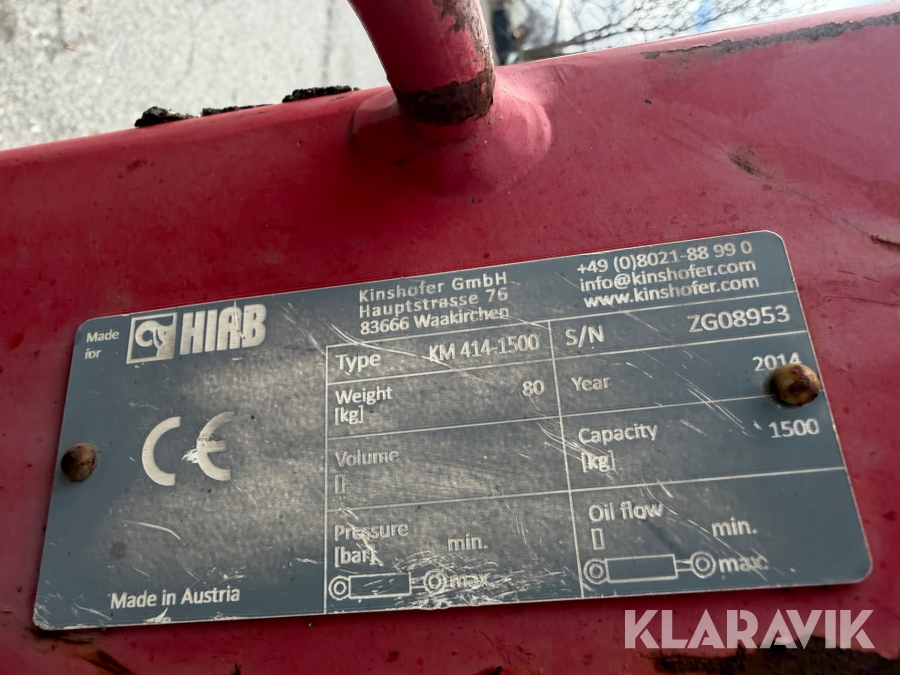 Made for HIAB
Kinshofer GmbH
Hauptstrasse 76
83666 Waakirchen
+49 (0)8021-88 99 0
info@kinshofer.com
www.kinshofer.com
Type KM 414-1500
S/N ZG08953
Weight [kg] 80
Year 2014
Volume []
Capacity [kg] 1500
Pressure [bar] min.
max.
Oil flow [] min.
max.
CE
Made in Austria
KLARAVIK